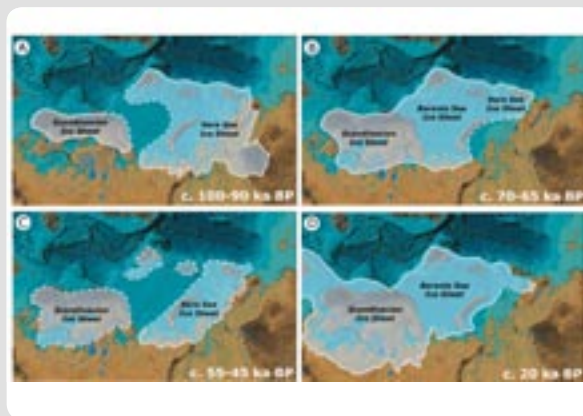 A
Scandinavian
Ice Sheet
Kara Sea
Ice Sheet
c. 100-90 ka BP
B
Scandinavian
Ice Sheet
Barents Sea
Ice Sheet
Kara Sea
Ice Sheet
c. 70-65 ka BP
C
Scandinavian
Ice Sheet
Kara Sea
Ice Sheet
c. 55-45 ka BP
D
Scandinavian
Ice Sheet
Barents Sea
Ice Sheet
c. 20 ka BP